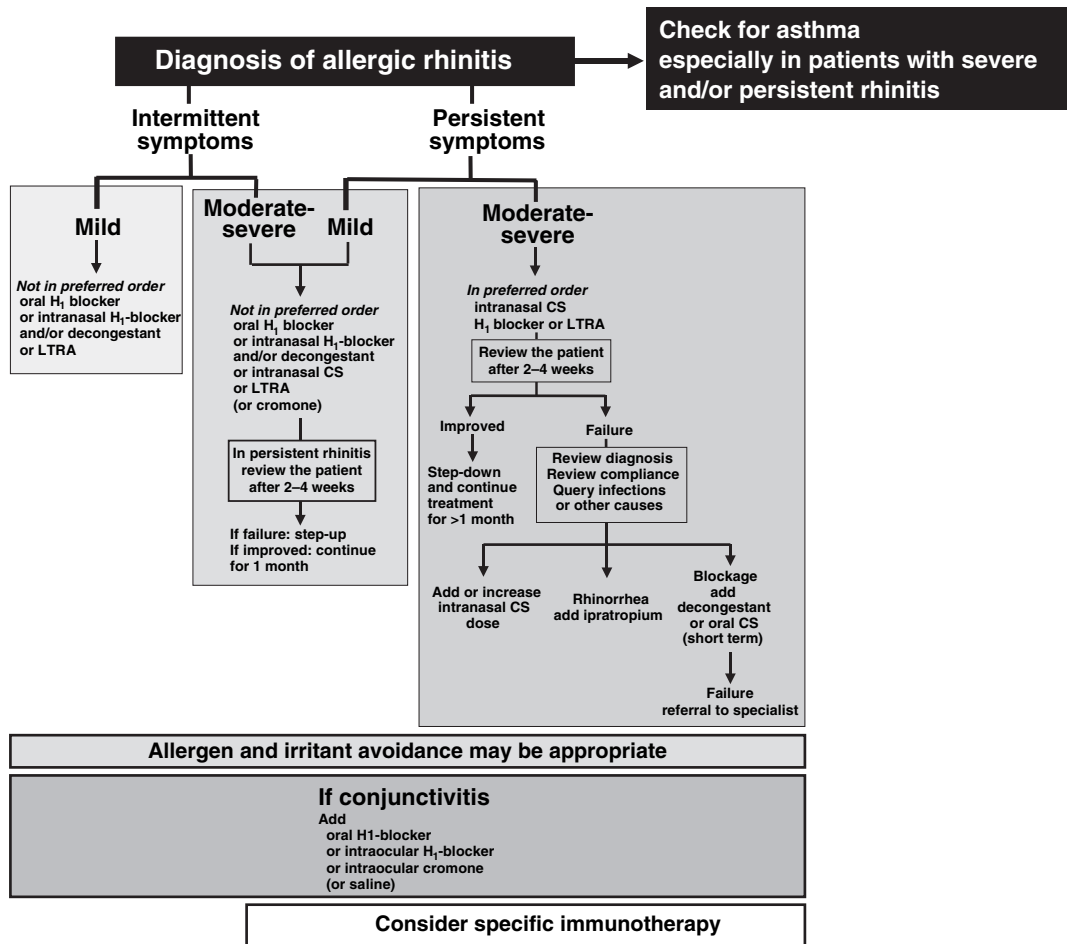 Diagnosis of allergic rhinitis
Check for asthma
especially in patients with severe
and/or persistent rhinitis
Intermittent
symptoms
Persistent
symptoms
Mild
Not in preferred order
oral H₁ blocker
or intranasal H₁-blocker
and/or decongestant
or LTRA
Moderate-
severe
Mild
Not in preferred order
oral H₁ blocker
or intranasal H₁-blocker
and/or decongestant
or intranasal CS
or LTRA
(or cromone)
In persistent rhinitis
review the patient
after 2–4 weeks
If failure: step-up
If improved: continue
for 1 month
Moderate-
severe
In preferred order
intranasal CS
H₁ blocker or LTRA
Review the patient
after 2–4 weeks
Improved
Step-down
and continue
treatment
for >1 month
Failure
Review diagnosis
Review compliance
Query infections
or other causes
Add or increase
intranasal CS
dose
Rhinorrhea
add ipratropium
Blockage
add
decongestant
or oral CS
(short term)
Failure
referral to specialist
Allergen and irritant avoidance may be appropriate
If conjunctivitis
Add
oral H1-blocker
or intraocular H₁-blocker
or intraocular cromone
(or saline)
Consider specific immunotherapy